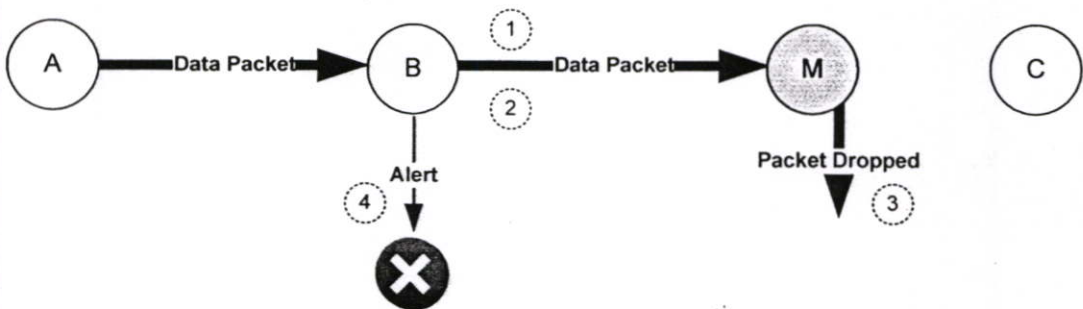 1
A Data Packet B Data Packet M C
2
Packet Dropped
Alert
4 3